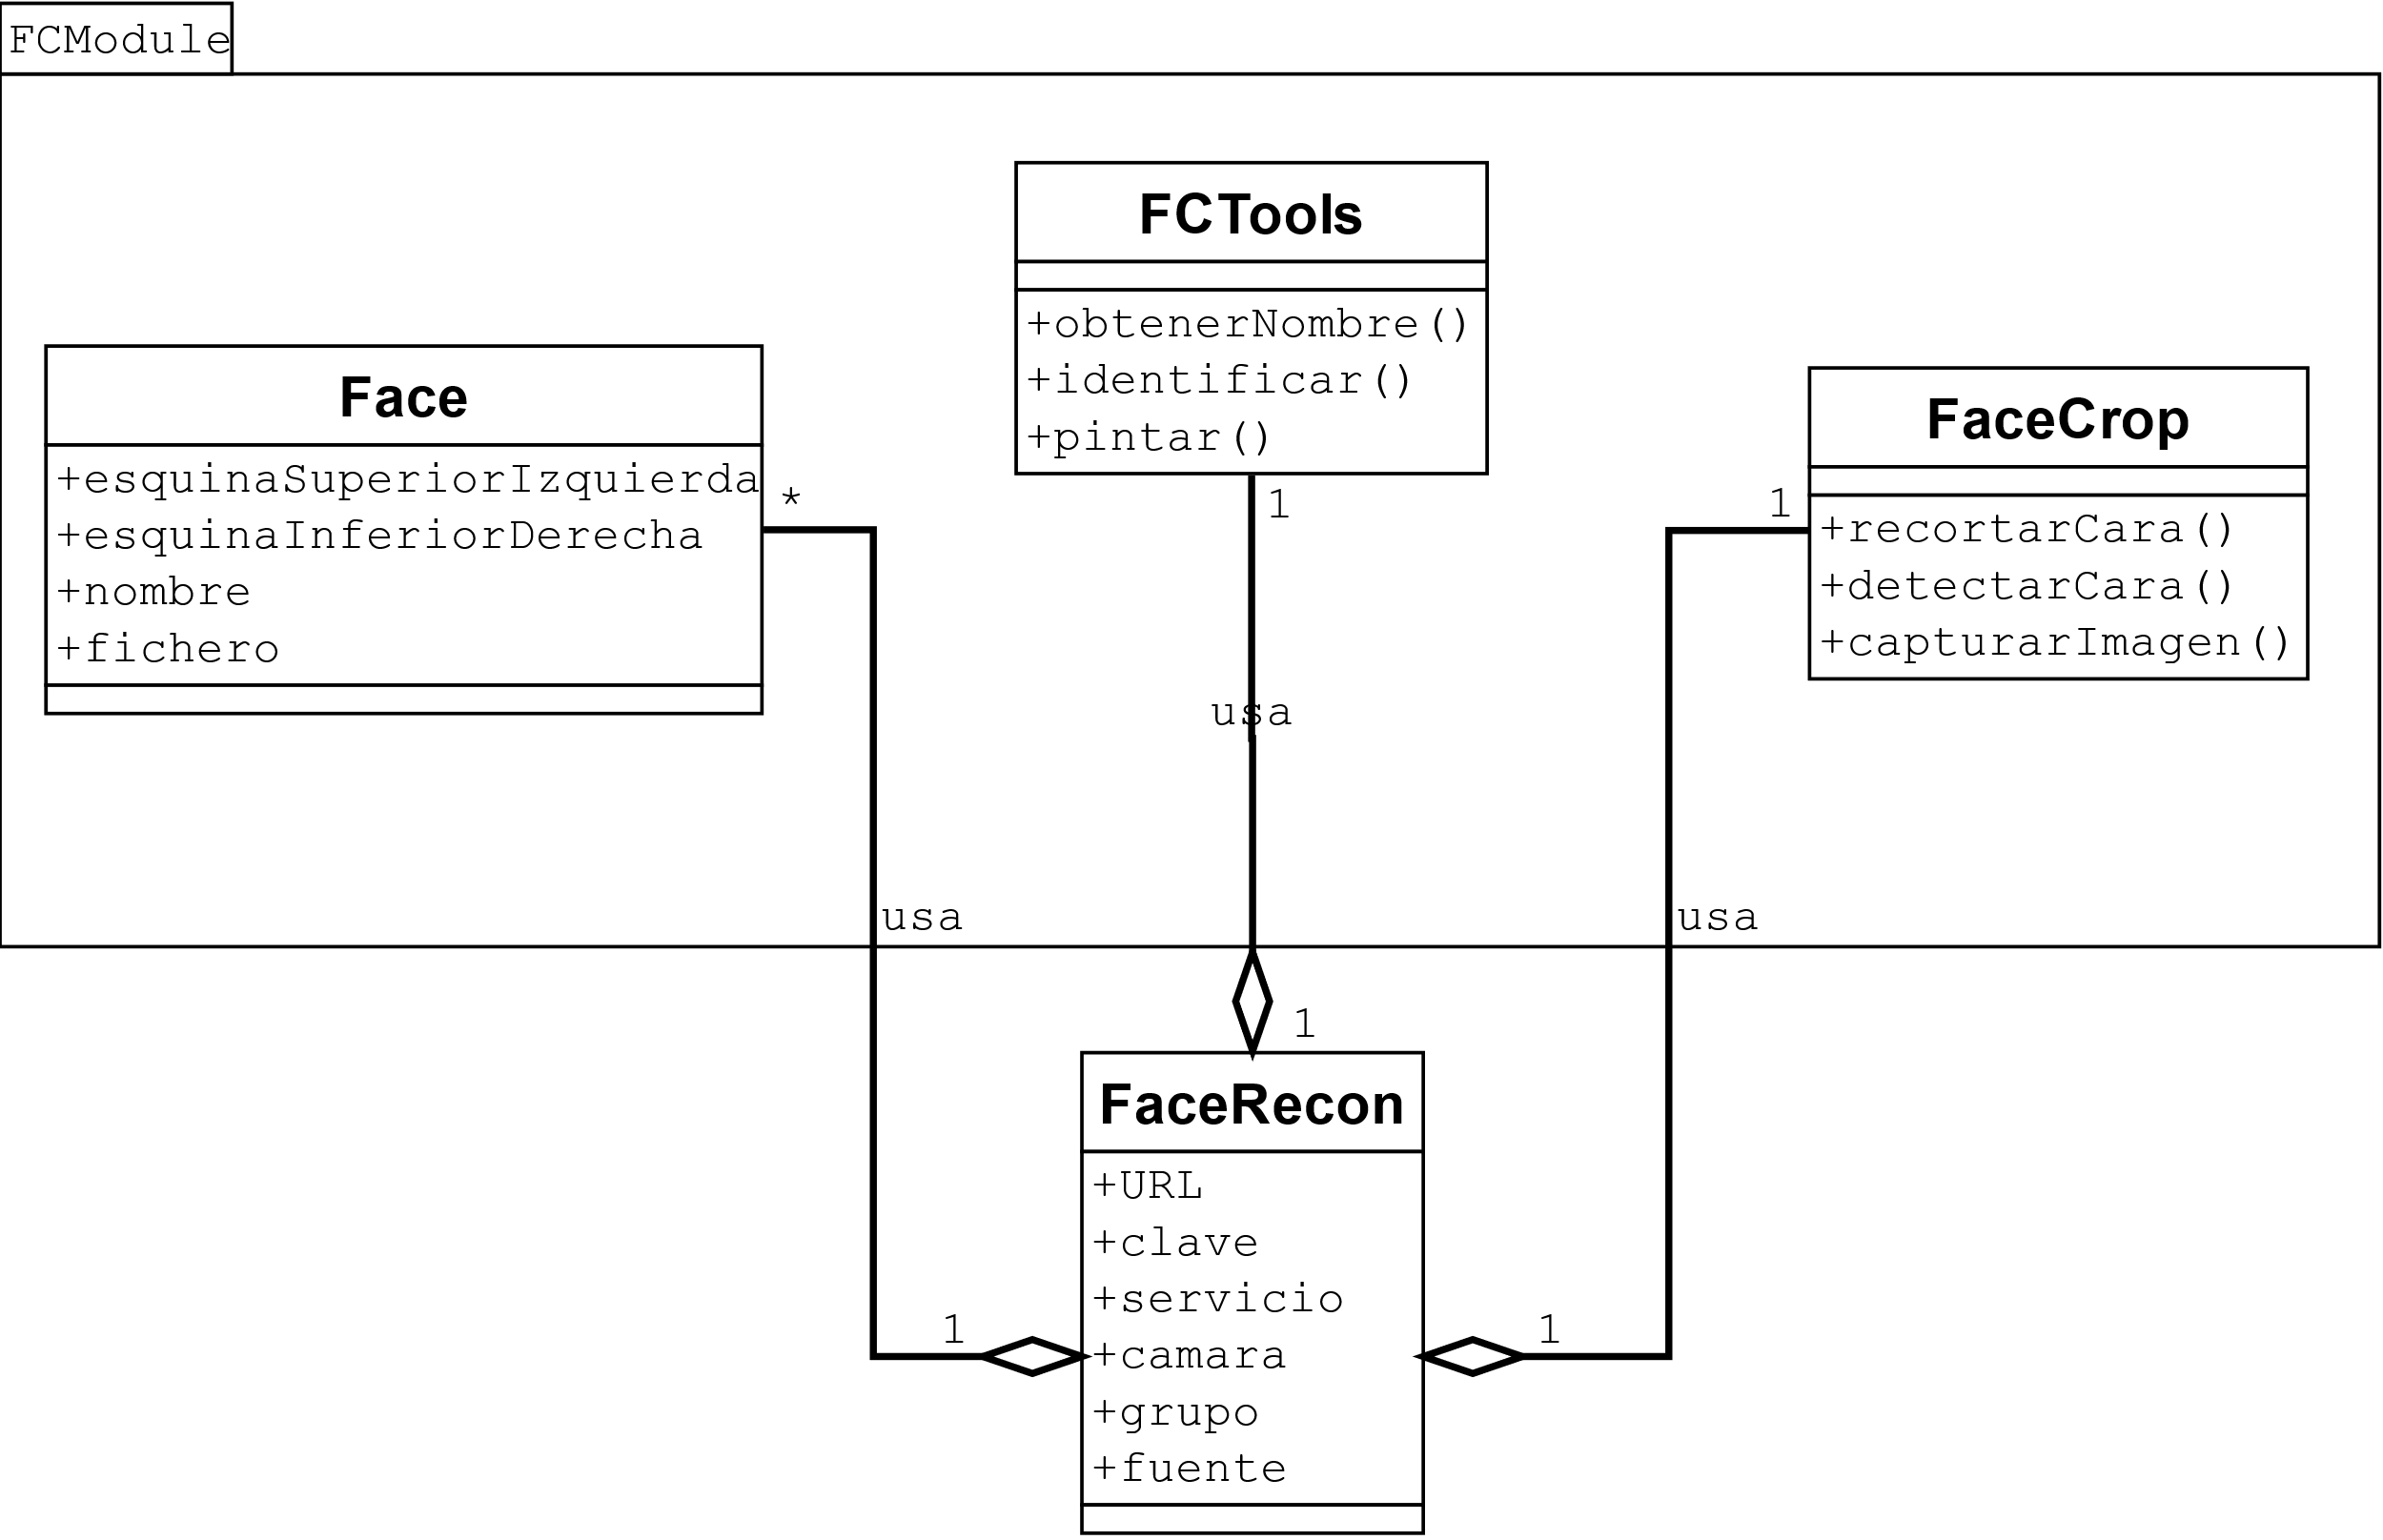 FCModule
FCTools
+obtenerNombre()
+identificar()
+pintar()
1
Face
+esquinaSuperiorIzquierda
+esquinaInferiorDerecha
+nombre
+fichero
*
FaceCrop
+recortarCara()
+detectarCara()
+capturarImagen()
1
usa
usa
usa
1
FaceRecon
+URL
+clave
+servicio
+camara
+grupo
+fuente
1
1